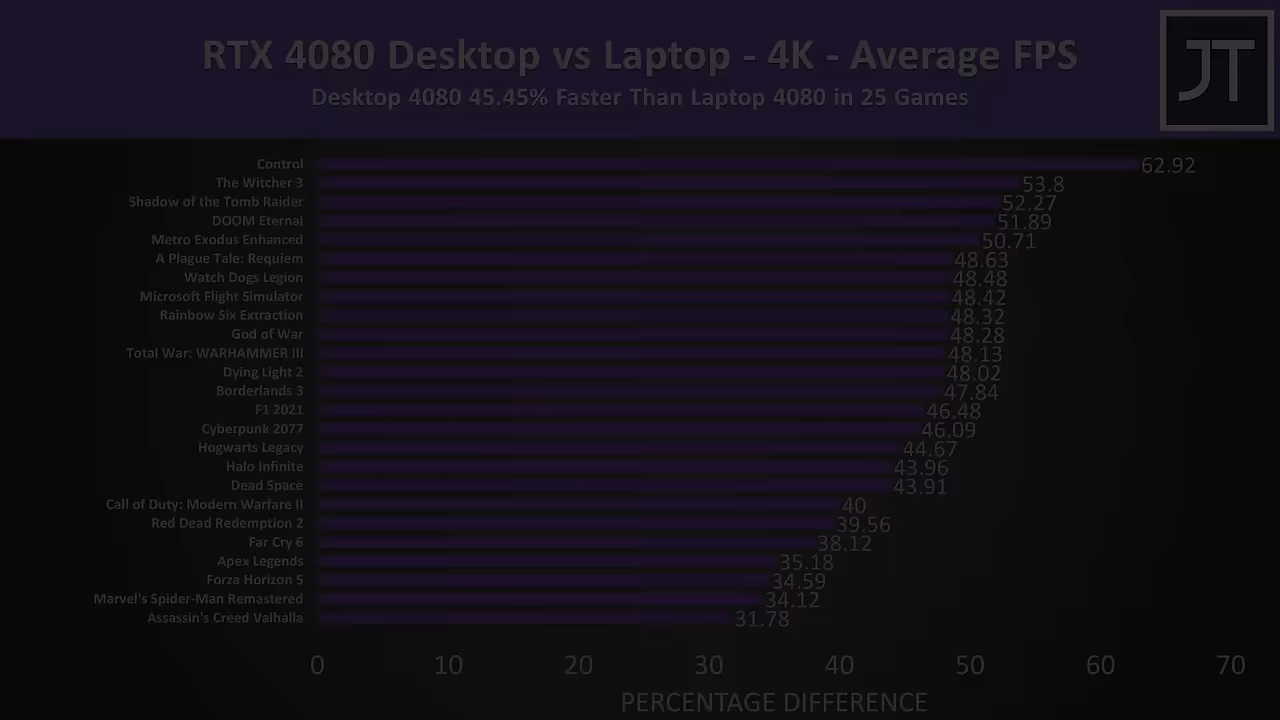 RTX 4080 Desktop vs Laptop - 4K - Average FPS
Desktop 4080 45.45% Faster Than Laptop 4080 in 25 Games
JT
Control 62.92
The Witcher 3 53.8
Shadow of the Tomb Raider 52.27
DOOM Eternal 51.89
Metro Exodus Enhanced 50.71
A Plague Tale: Requiem 48.63
Watch Dogs Legion 48.48
Microsoft Flight Simulator 48.42
Rainbow Six Extraction 48.32
God of War 48.28
Total War: WARHAMMER III 48.13
Dying Light 2 48.02
Borderlands 3 47.84
F1 2021 46.48
Cyberpunk 2077 46.09
Hogwarts Legacy 44.67
Halo Infinite 43.96
Dead Space 43.91
Call of Duty: Modern Warfare II 40
Red Dead Redemption 2 39.56
Far Cry 6 38.12
Apex Legends 35.18
Forza Horizon 5 34.59
Marvel's Spider-Man Remastered 34.12
Assassin's Creed Valhalla 31.78
0 10 20 30 40 50 60 70
PERCENTAGE DIFFERENCE